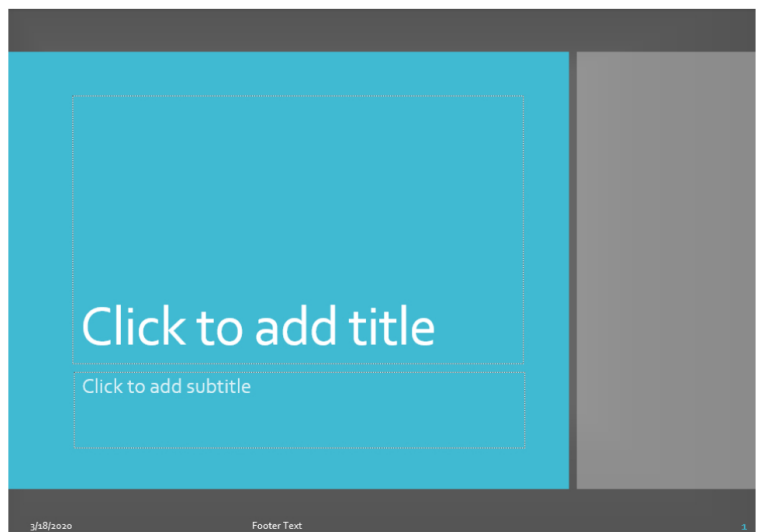 Click to add title
Click to add subtitle
3/18/2020
Footer Text
1